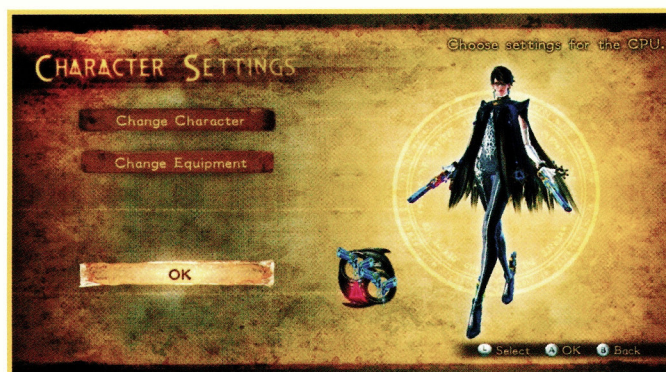 Choose settings for the CPU.
CHARACTER SETTINGS
Change Character
Change Equipment
OK
L Select A OK B Back